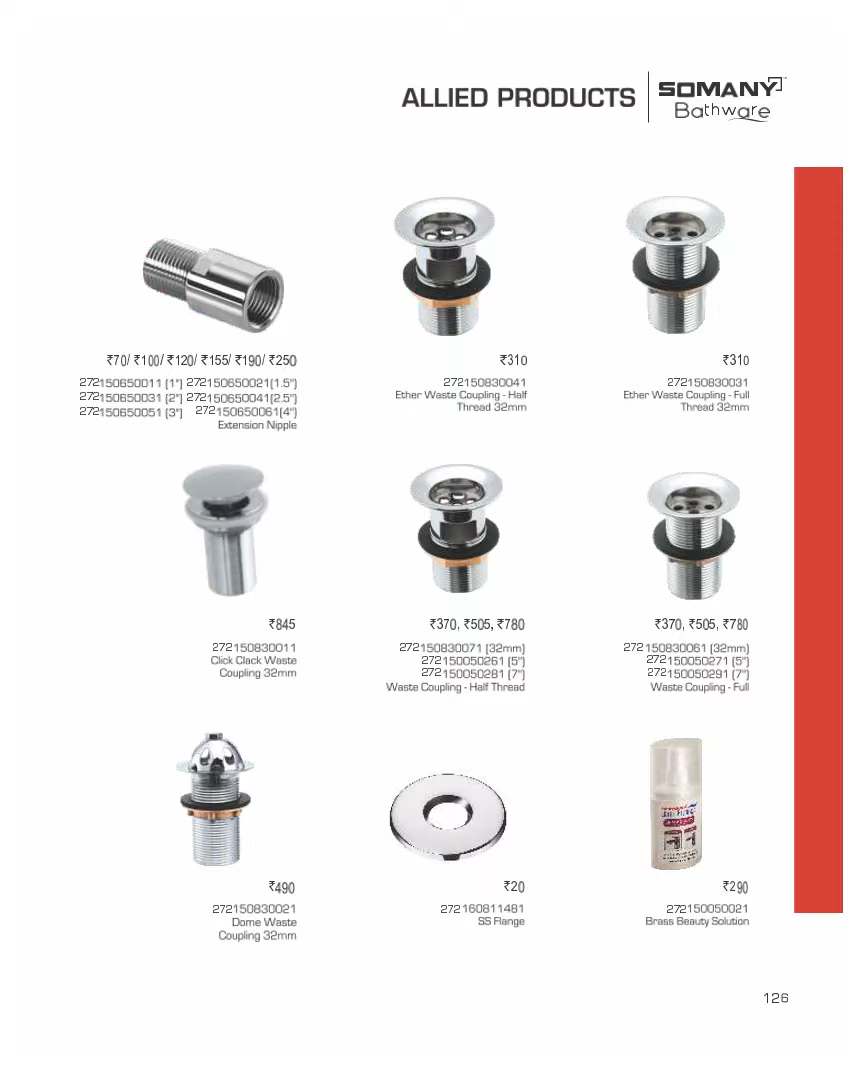 ALLIED PRODUCTS
SOMANY™
Bathware
₹70/ ₹100/ ₹120/ ₹155/ ₹190/ ₹250
272150650011 (1") 272150650021(1.5")
272150650031 (2") 272150650041(2.5")
272150650051 (3") 272150650061(4")
Extension Nipple
₹310
272150830041
Ether Waste Coupling - Half
Thread 32mm
₹310
272150830031
Ether Waste Coupling - Full
Thread 32mm
₹845
272150830011
Click Clack Waste
Coupling 32mm
₹370, ₹505, ₹780
272150830071 (32mm)
272150050261 (5")
272150050281 (7")
Waste Coupling - Half Thread
₹370, ₹505, ₹780
272150830061 (32mm)
272150050271 (5")
272150050291 (7")
Waste Coupling - Full
₹490
272150830021
Dome Waste
Coupling 32mm
₹20
272160811481
SS Flange
₹290
272150050021
Brass Beauty Solution
126